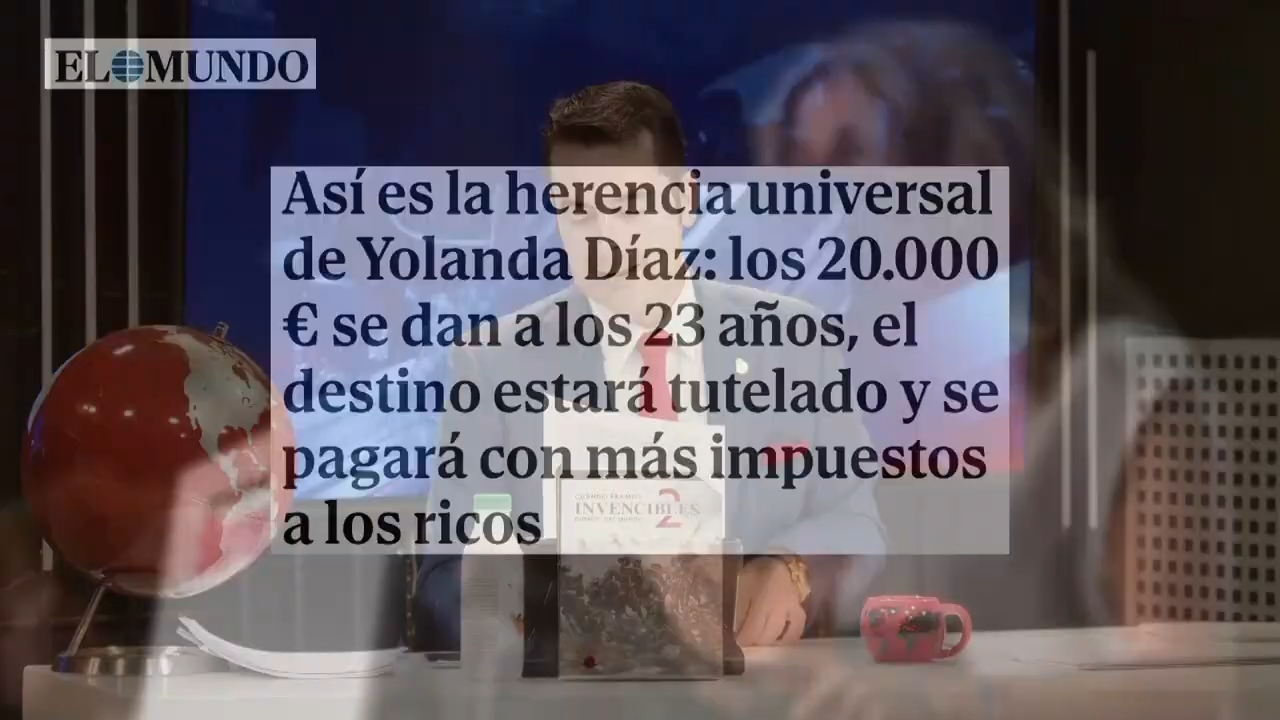 EL MUNDO
Así es la herencia universal
de Yolanda Díaz: los 20.000
€ se dan a los 23 años, el
destino estará tutelado y se
pagará con más impuestos
a los ricos
INVENCIBLES
2